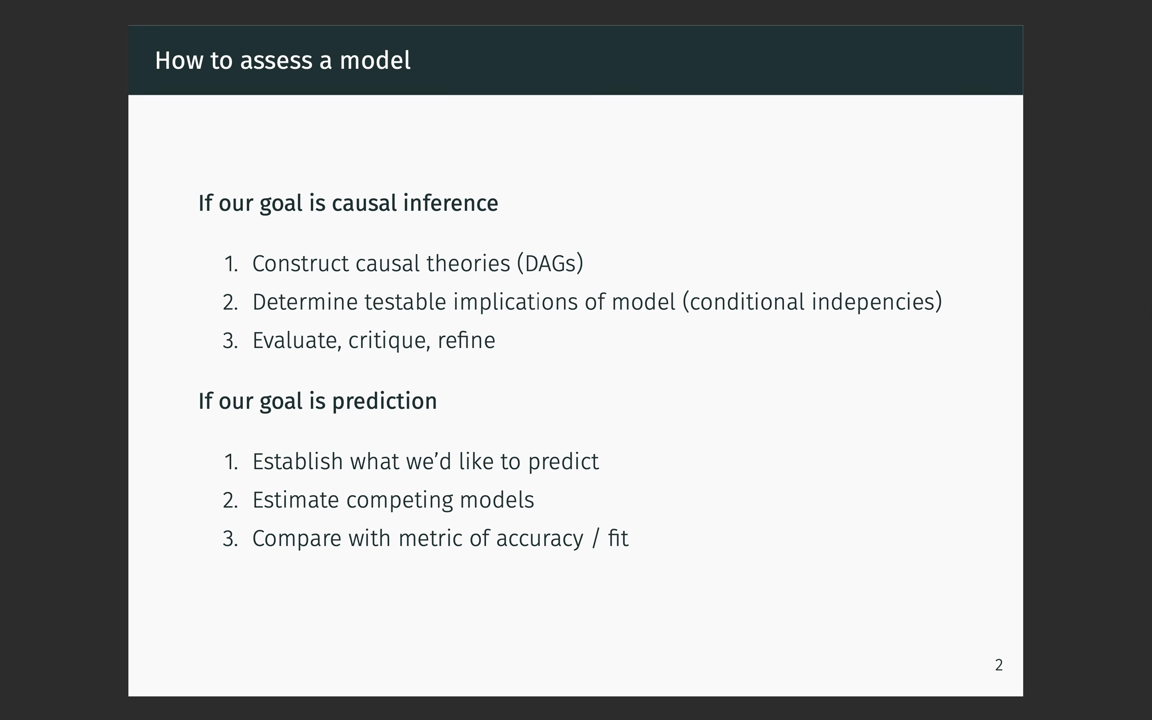 How to assess a model
If our goal is causal inference
1. Construct causal theories (DAGs)
2. Determine testable implications of model (conditional indepencies)
3. Evaluate, critique, refine
If our goal is prediction
1. Establish what we’d like to predict
2. Estimate competing models
3. Compare with metric of accuracy / fit
2